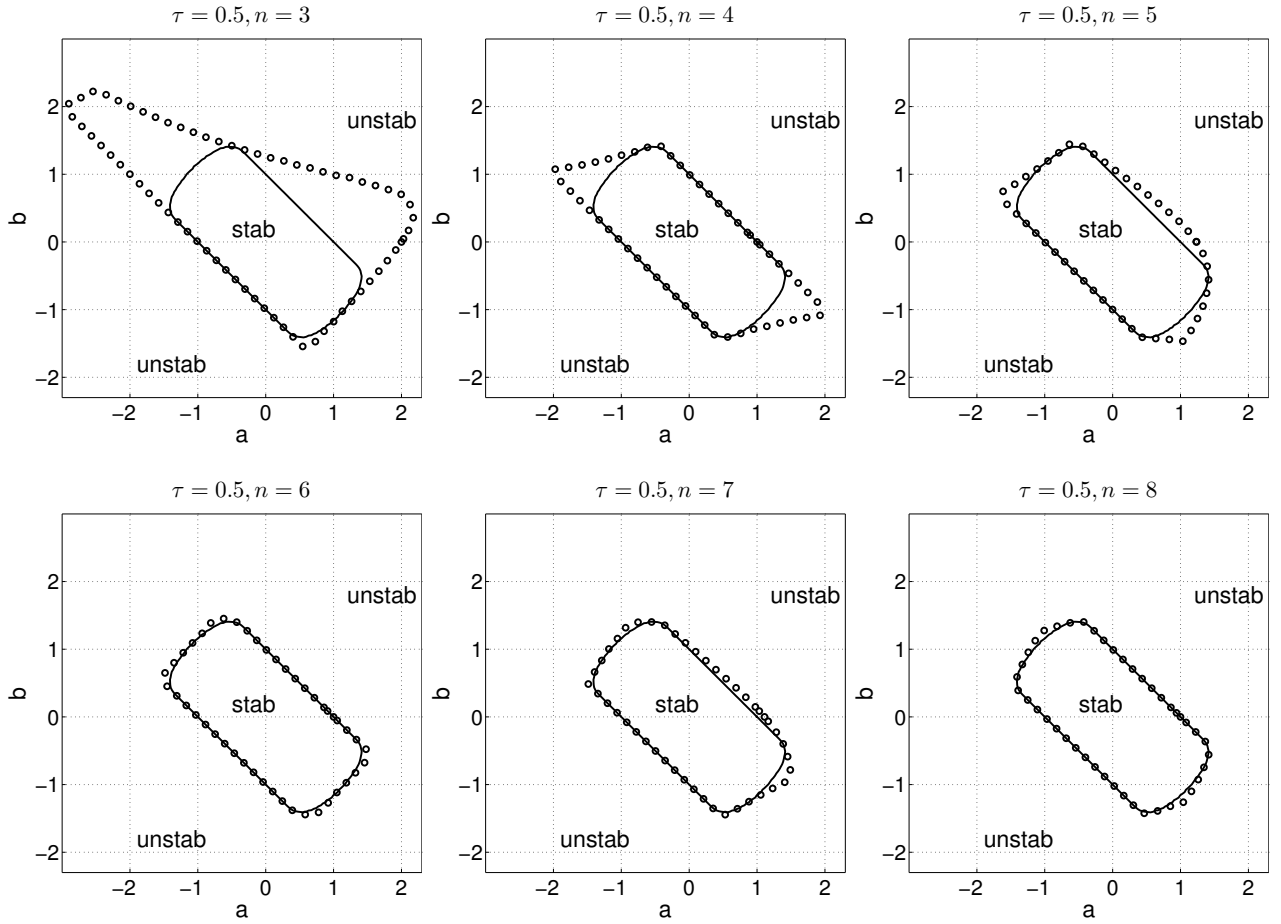 τ = 0.5, n = 3
τ = 0.5, n = 4
τ = 0.5, n = 5
2
1
0
−1
−2
b
unstab
stab
unstab
−2 −1 0 1 2
a
2
1
0
−1
−2
b
unstab
stab
unstab
−2 −1 0 1 2
a
2
1
0
−1
−2
b
unstab
stab
unstab
−2 −1 0 1 2
a
τ = 0.5, n = 6
τ = 0.5, n = 7
τ = 0.5, n = 8
2
1
0
−1
−2
b
unstab
stab
unstab
−2 −1 0 1 2
a
2
1
0
−1
−2
b
unstab
stab
unstab
−2 −1 0 1 2
a
2
1
0
−1
−2
b
unstab
stab
unstab
−2 −1 0 1 2
a